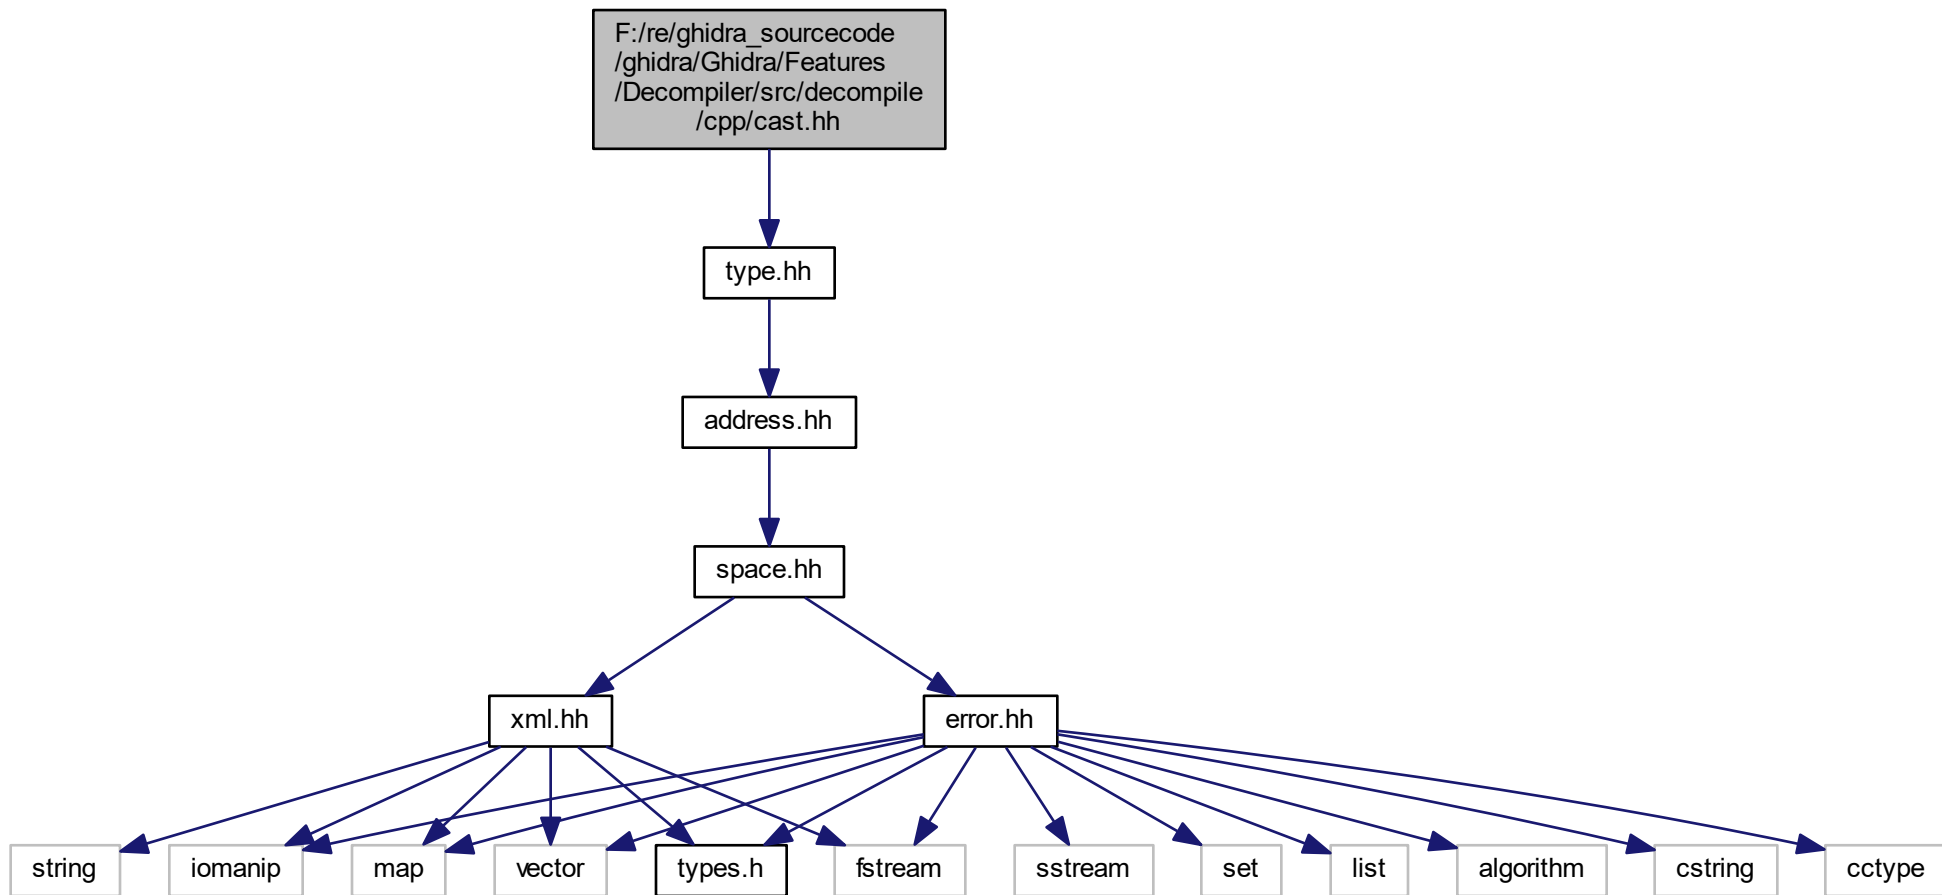 F:/re/ghidra_sourcecode
/ghidra/Ghidra/Features
/Decompiler/src/decompile
/cpp/cast.hh
type.hh
address.hh
space.hh
xml.hh
error.hh
string
iomanip
map
vector
types.h
fstream
sstream
set
list
algorithm
cstring
cctype